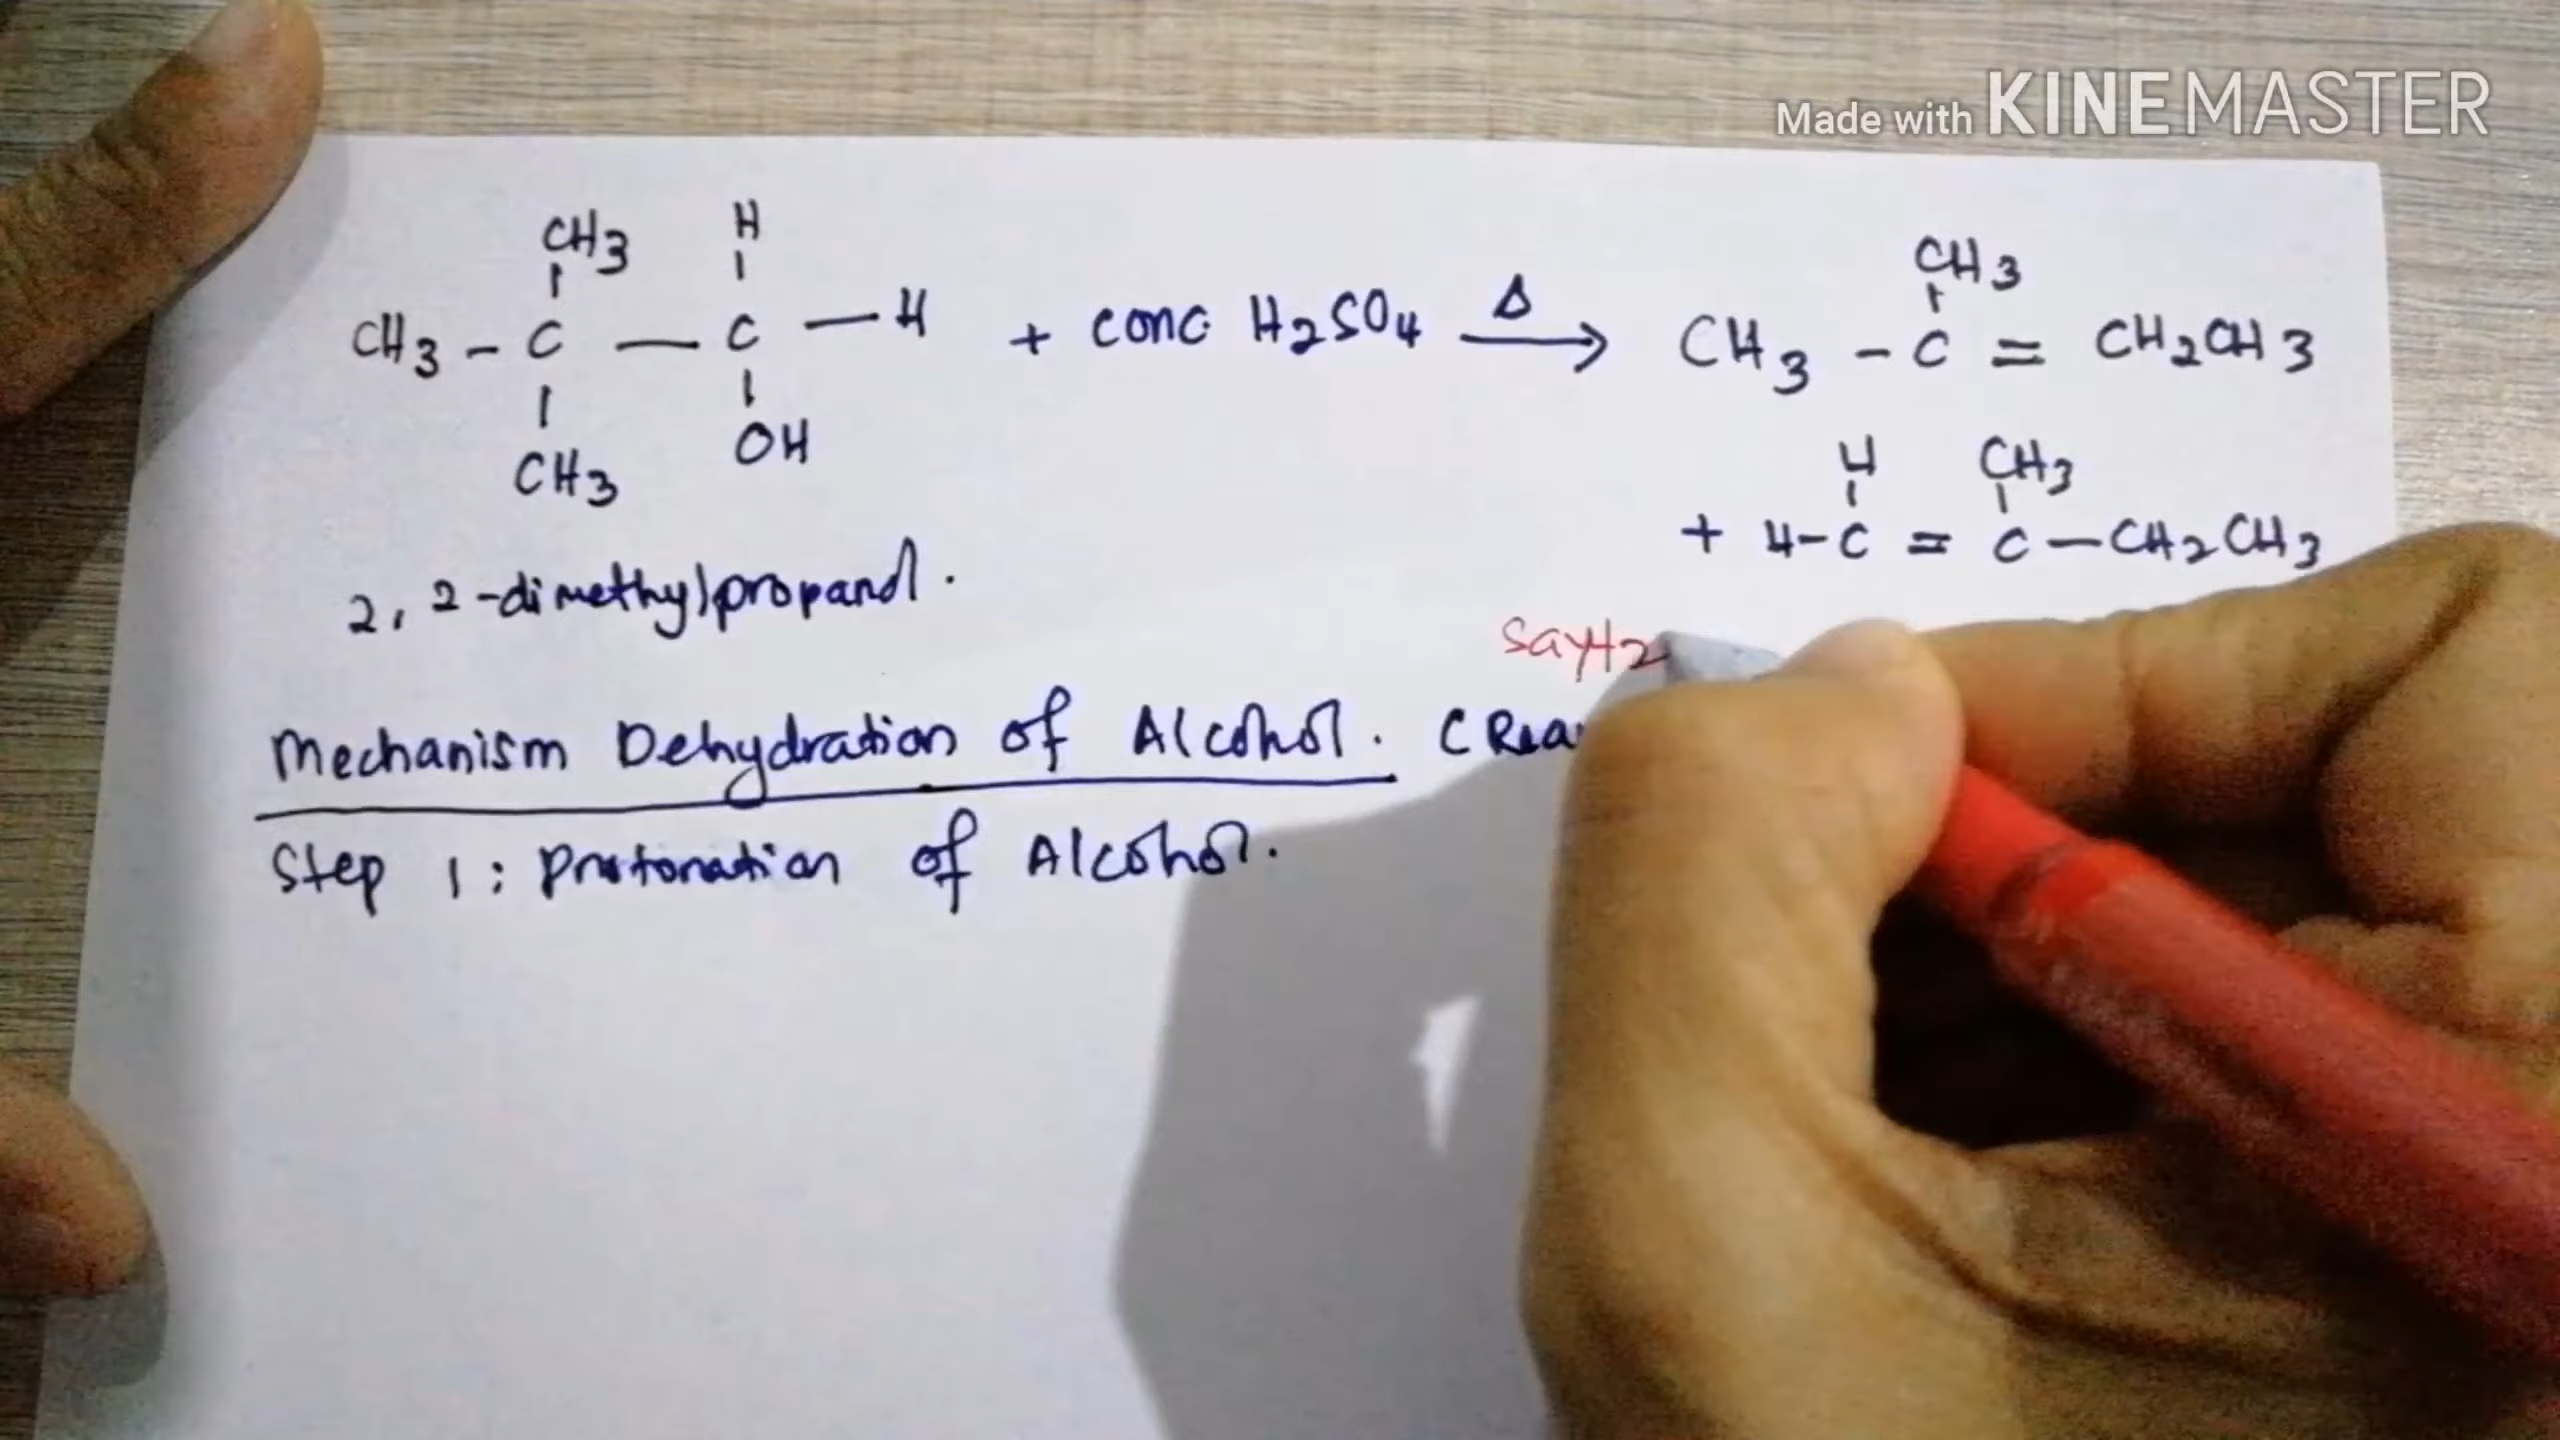 Made with KINEMASTER
CH3 H
CH3 - C — C — H + conc. H2SO4 Δ→
CH3 OH
CH3
CH3 - C = CH2CH3
H CH3
+ H-C = C — CH2CH3
2, 2-dimethylpropanol.
Saytz
Mechanism Dehydration of Alcohol.
Step 1: Protonation of Alcohol.